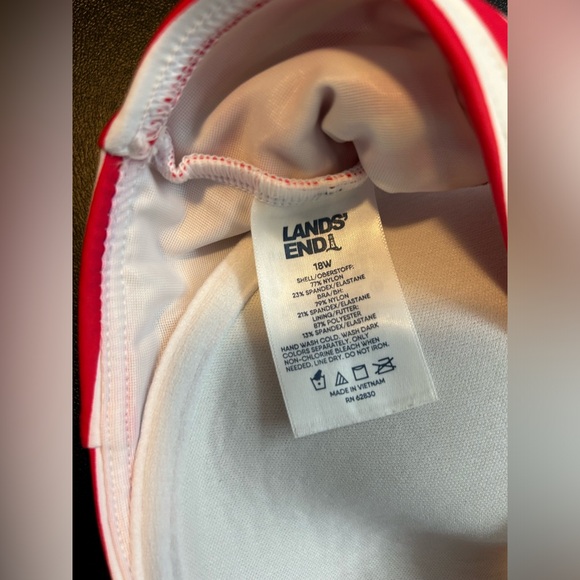 LANDS'
END
18W
SHELL/OBERSTOFF:
77% NYLON
23% SPANDEX/ELASTANE
BRA/BH:
79% NYLON
21% SPANDEX/ELASTANE
LINING/FUTTER:
87% POLYESTER
13% SPANDEX/ELASTANE
HAND WASH COLD. WASH DARK
COLORS SEPARATELY. ONLY
NON-CHLORINE BLEACH WHEN
NEEDED. LINE DRY. DO NOT IRON.
MADE IN VIETNAM
RN 62830